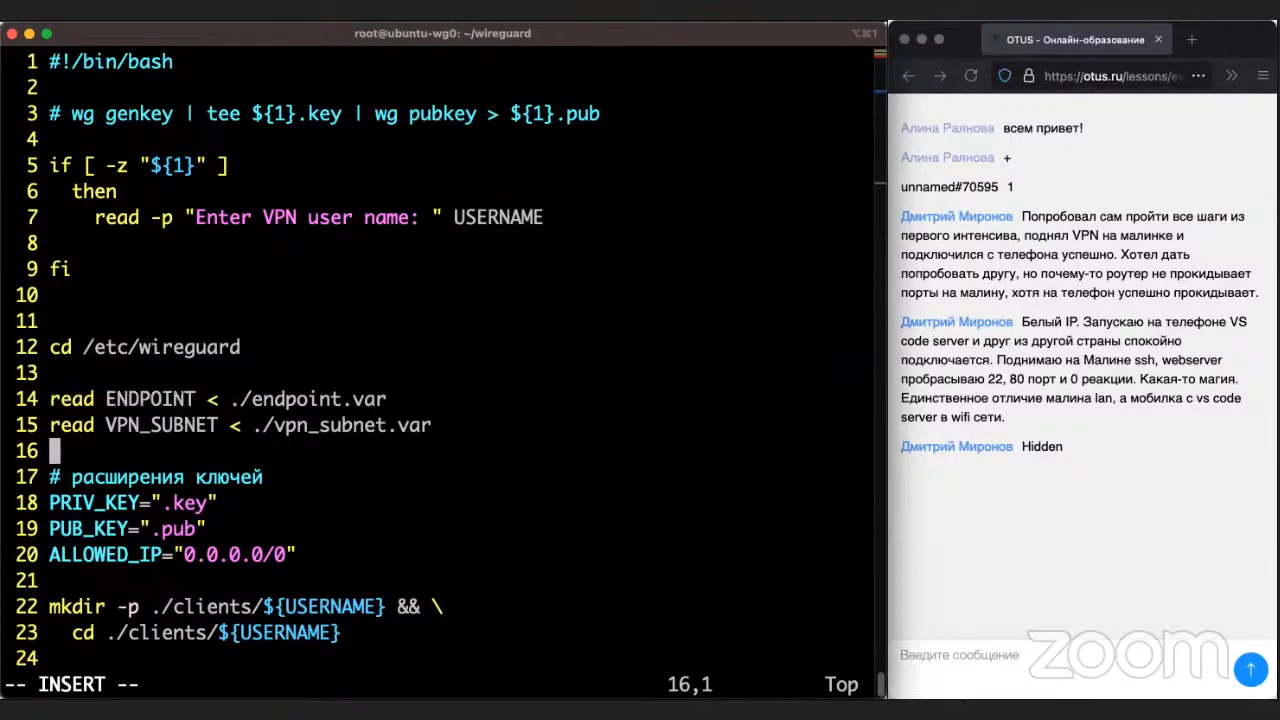 root@ubuntu-wg0: ~/wireguard
⌥⌘1
1 #!/bin/bash
2
3 # wg genkey | tee ${1}.key | wg pubkey > ${1}.pub
4
5 if [ -z "${1}" ]
6 then
7 read -p "Enter VPN user name: " USERNAME
8
9 fi
10
11
12 cd /etc/wireguard
13
14 read ENDPOINT < ./endpoint.var
15 read VPN_SUBNET < ./vpn_subnet.var
16
17 # расширения ключей
18 PRIV_KEY=".key"
19 PUB_KEY=".pub"
20 ALLOWED_IP="0.0.0.0/0"
21
22 mkdir -p ./clients/${USERNAME} && \
23 cd ./clients/${USERNAME}
24
-- INSERT -- 16,1 Top
OTUS - Онлайн-образование
https://otus.ru/lessons/ev
Алина Раянова всем привет!
Алина Раянова +
unnamed#70595 1
Дмитрий Миронов Попробовал сам пройти все шаги из
первого интенсива, поднял VPN на малинке и
подключился с телефона успешно. Хотел дать
попробовать другу, но почему-то роутер не прокидывает
порты на малину, хотя на телефон успешно прокидывает.
Дмитрий Миронов Белый IP. Запускаю на телефоне VS
code server и друг из другой страны спокойно
подключается. Поднимаю на Малине ssh, webserver
пробрасываю 22, 80 порт и 0 реакции. Какая-то магия.
Единственное отличие малина lan, а мобилка с vs code
server в wifi сети.
Дмитрий Миронов Hidden
Введите сообщение
zoom